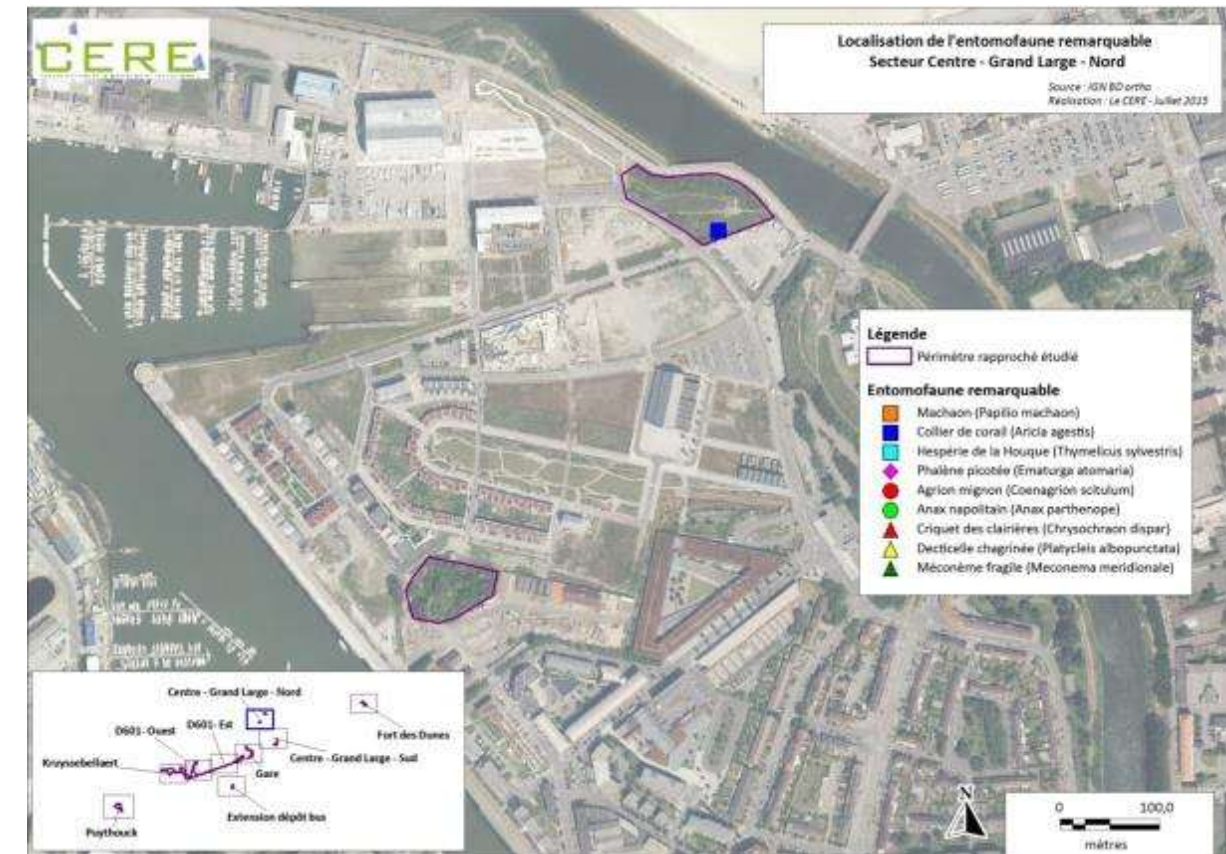 CERE
Localisation de l'entomofaune remarquable
Secteur Centre - Grand Large - Nord
Source : IGN BD ortho
Réalisation : Le CERE - Juillet 2015
Légende
Périmètre rapproché étudié
Entomofaune remarquable
Machaon (Papilio machaon)
Collier de corail (Aricia agestis)
Hespérie de la Houque (Thymelicus sylvestris)
Phalène picotée (Ematurga atomaria)
Agrion mignon (Coenagrion scitulum)
Anax napolitain (Anax parthenope)
Criquet des clairières (Chrysochraon dispar)
Decticelle chagrinée (Platycleis albopunctata)
Méconème fragile (Meconema meridionale)
Centre - Grand Large - Nord
D601- Ouest
D601- Est
Fort des Dunes
Centre - Grand Large - Sud
Kruyssebellaert
Gare
Extension dépôt bus
Puythouck
N
0 100,0
mètres